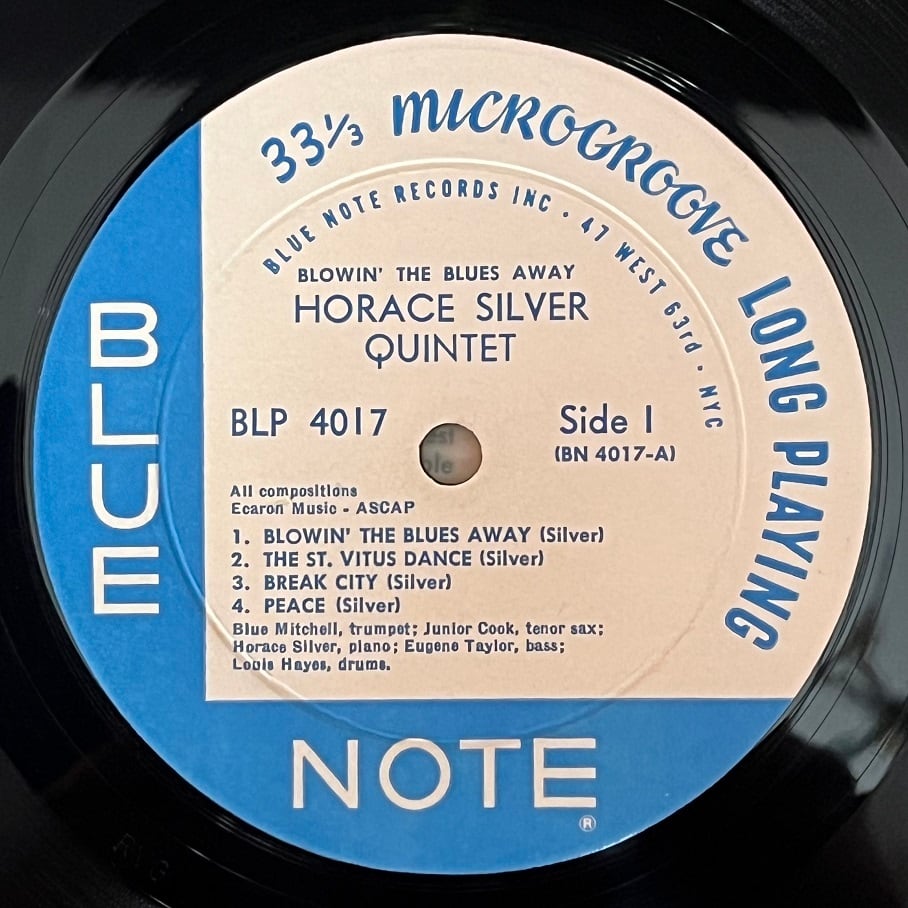 33⅓ MICROGROOVE LONG PLAYING
BLUE NOTE RECORDS INC • 47 WEST 63rd • NYC
BLOWIN' THE BLUES AWAY
HORACE SILVER
QUINTET
BLP 4017
Side 1
(BN 4017-A)
All compositions
Ecaron Music - ASCAP
1. BLOWIN' THE BLUES AWAY (Silver)
2. THE ST. VITUS DANCE (Silver)
3. BREAK CITY (Silver)
4. PEACE (Silver)
Blue Mitchell, trumpet; Junior Cook, tenor sax;
Horace Silver, piano; Eugene Taylor, bass;
Louis Hayes, drums.
BLUE
NOTE
®